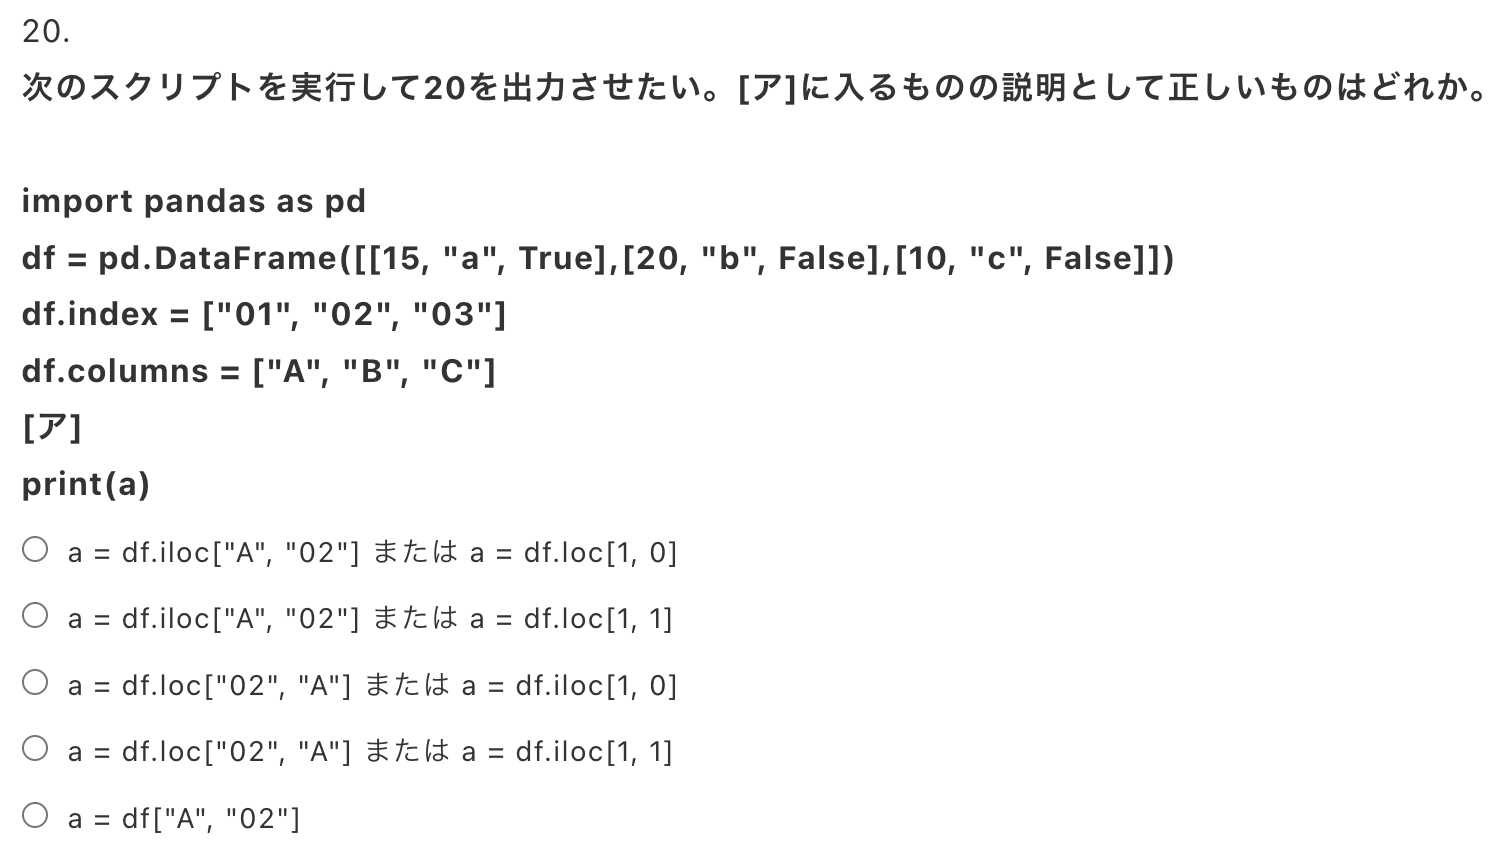 20.
次のスクリプトを実行して20を出力させたい。[ア]に入るものの説明として正しいものはどれか。
import pandas as pd
df = pd.DataFrame([[15, "a", True],[20, "b", False],[10, "c", False]])
df.index = ["01", "02", "03"]
df.columns = ["A", "B", "C"]
[ア]
print(a)
a = df.iloc["A", "02"] または a = df.loc[1, 0]
a = df.iloc["A", "02"] または a = df.loc[1, 1]
a = df.loc["02", "A"] または a = df.iloc[1, 0]
a = df.loc["02", "A"] または a = df.iloc[1, 1]
a = df["A", "02"]